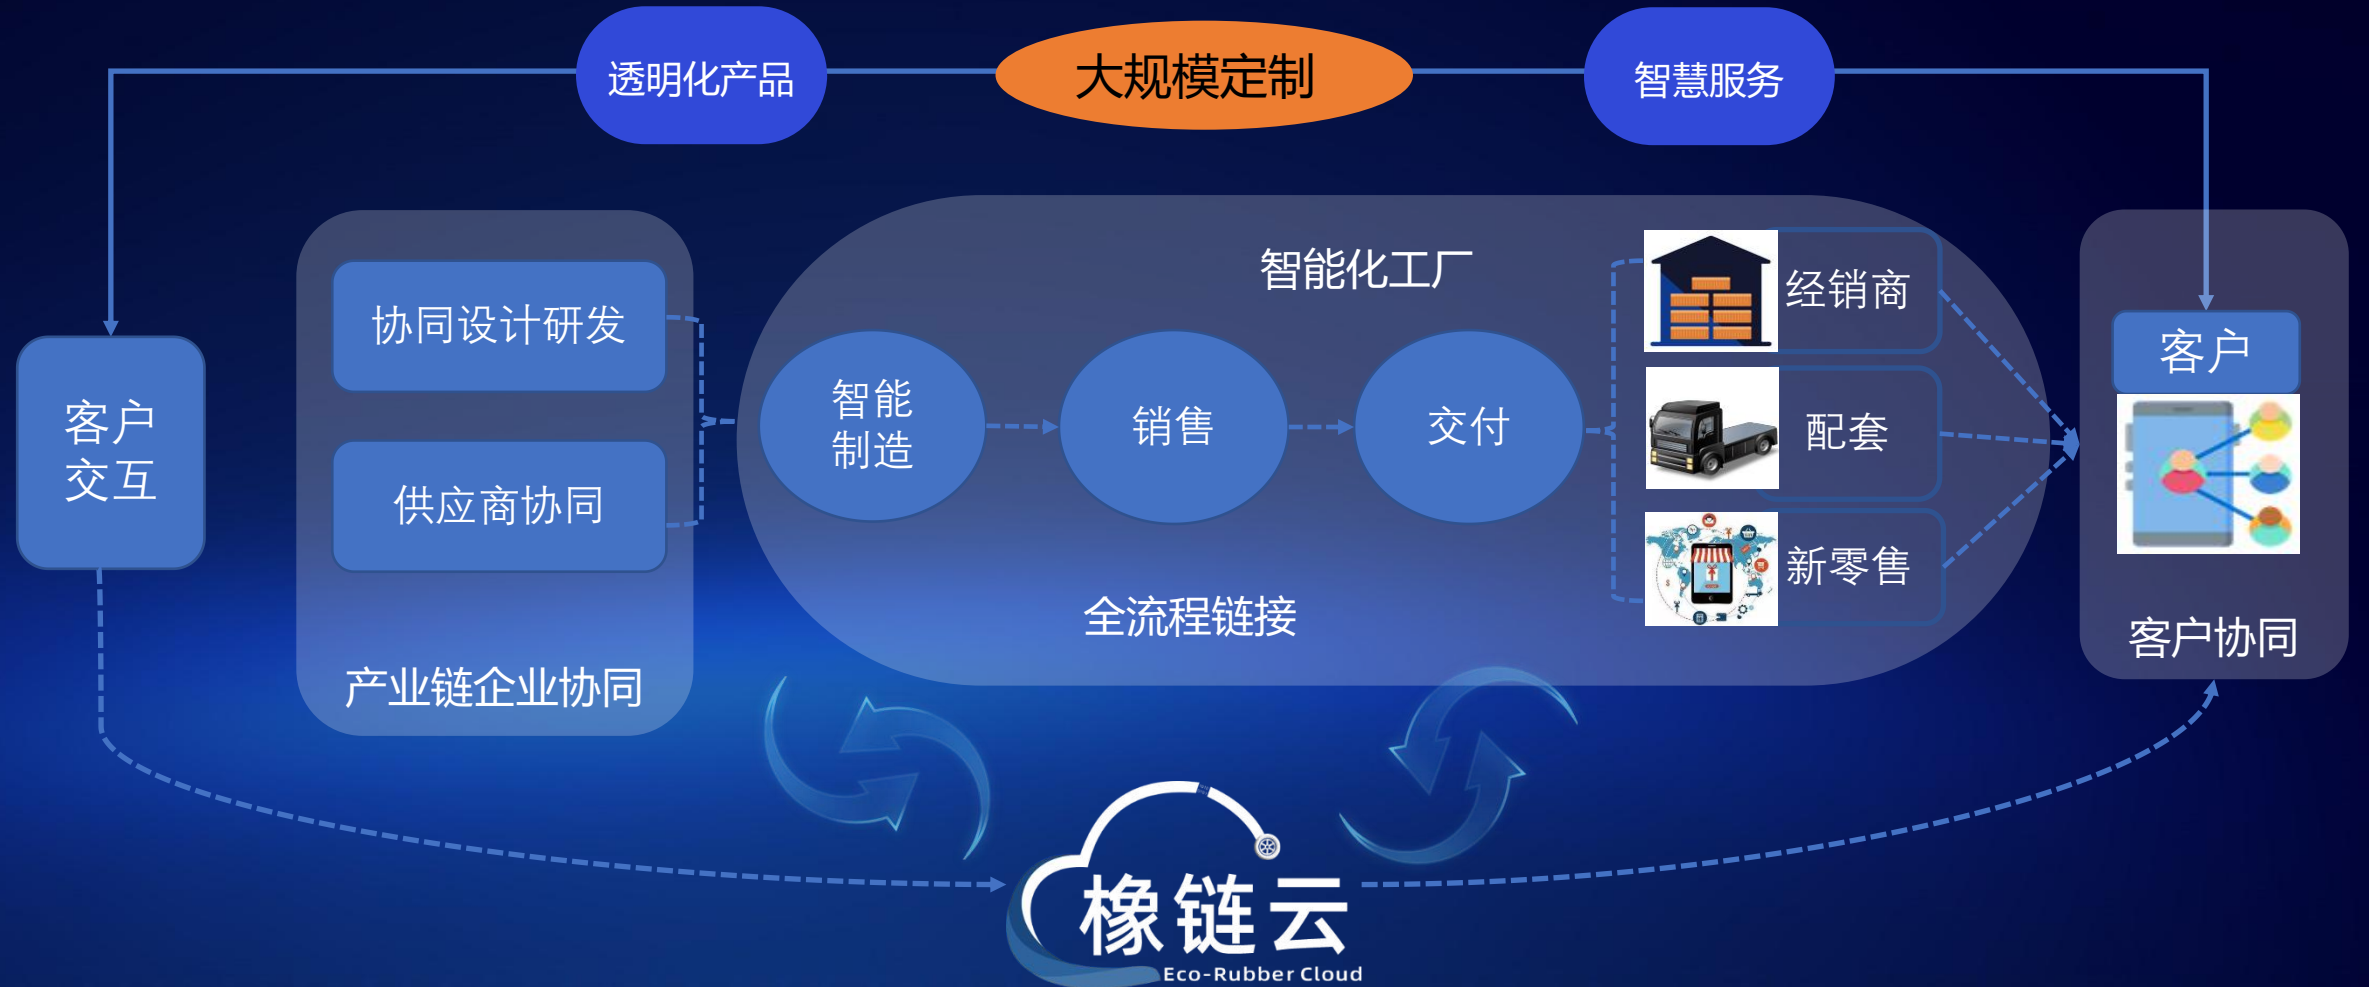 透明化产品
大规模定制
智慧服务
客户
交互
协同设计研发
供应商协同
产业链企业协同
智能化工厂
智能
制造
销售
交付
全流程链接
经销商
配套
新零售
客户
客户协同
橡链云
Eco-Rubber Cloud